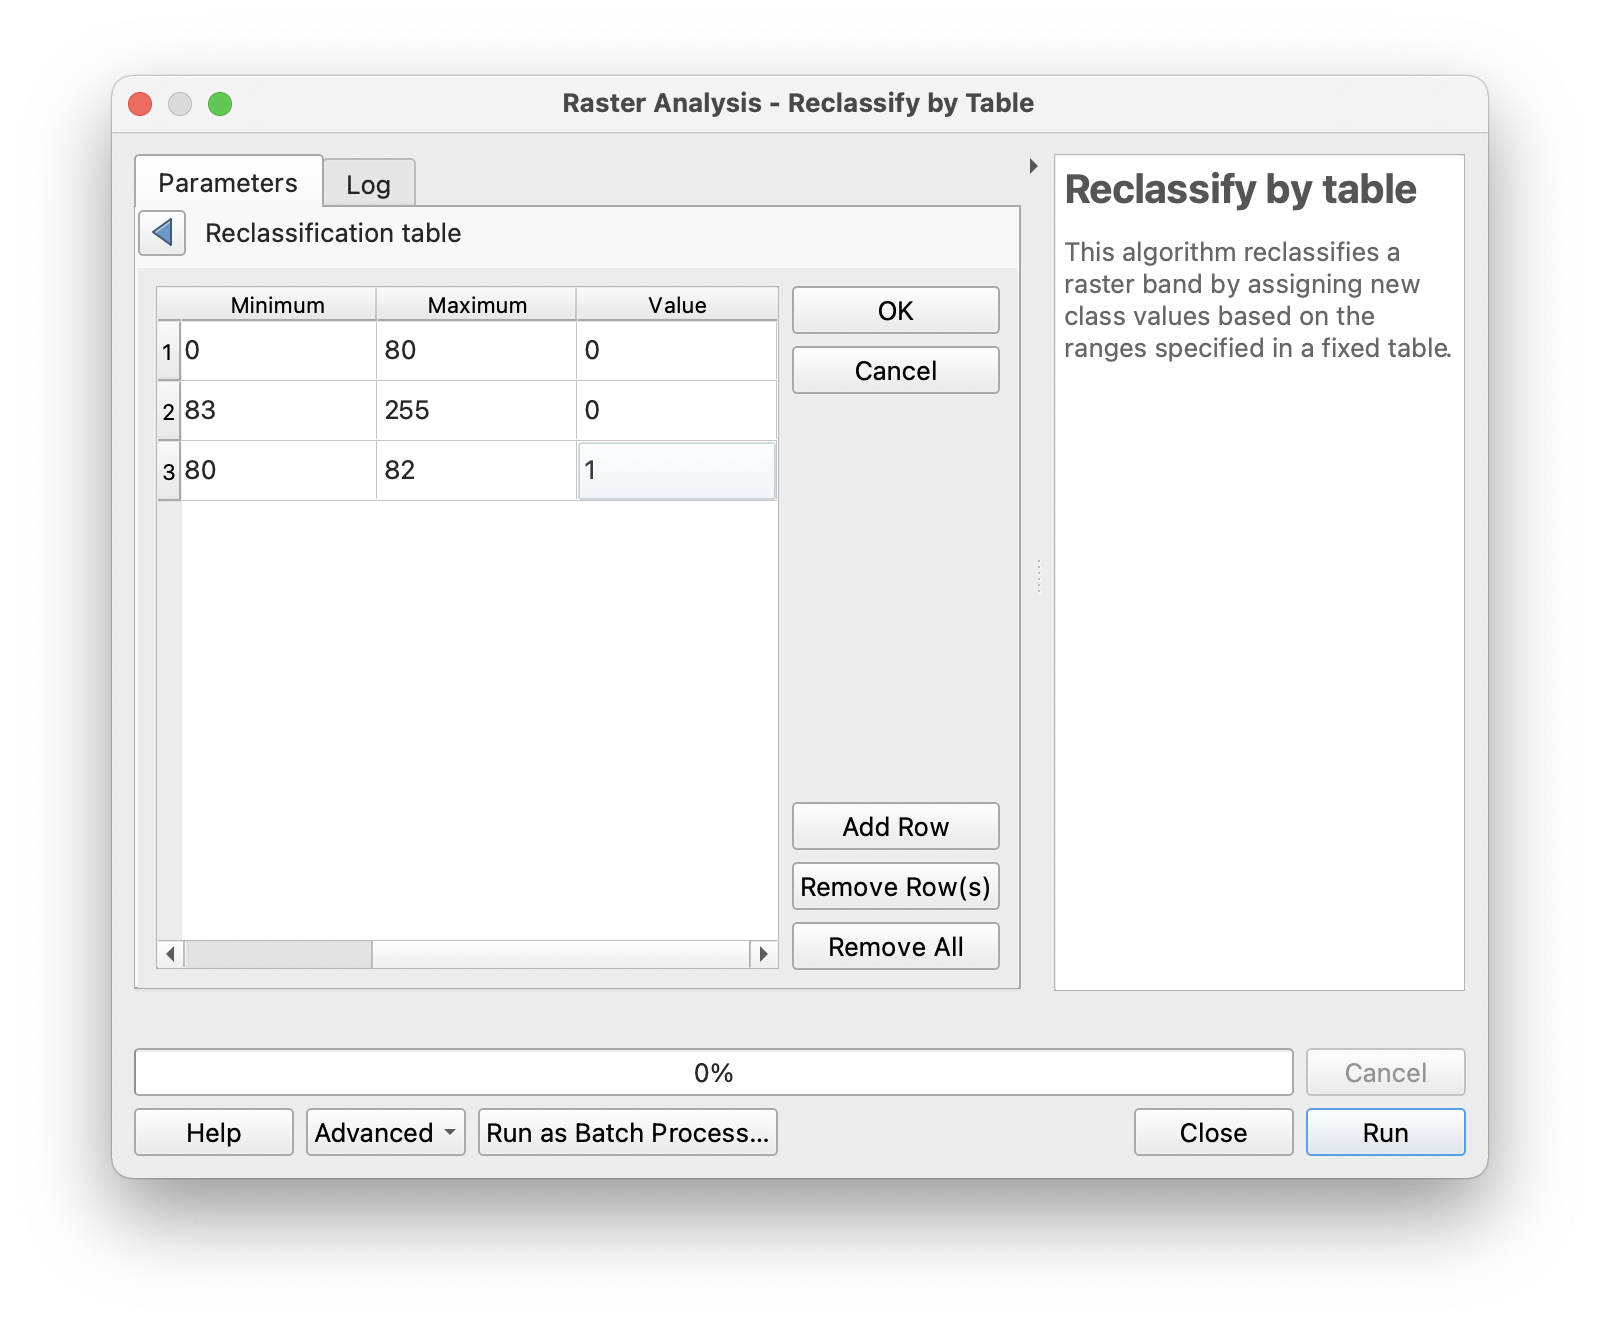 Raster Analysis - Reclassify by Table
Parameters
Log
Reclassification table
Minimum Maximum Value
1 0 80 0
2 83 255 0
3 80 82 1
OK
Cancel
Add Row
Remove Row(s)
Remove All
Reclassify by table
This algorithm reclassifies a
raster band by assigning new
class values based on the
ranges specified in a fixed table.
0%
Cancel
Help
Advanced
Run as Batch Process...
Close
Run